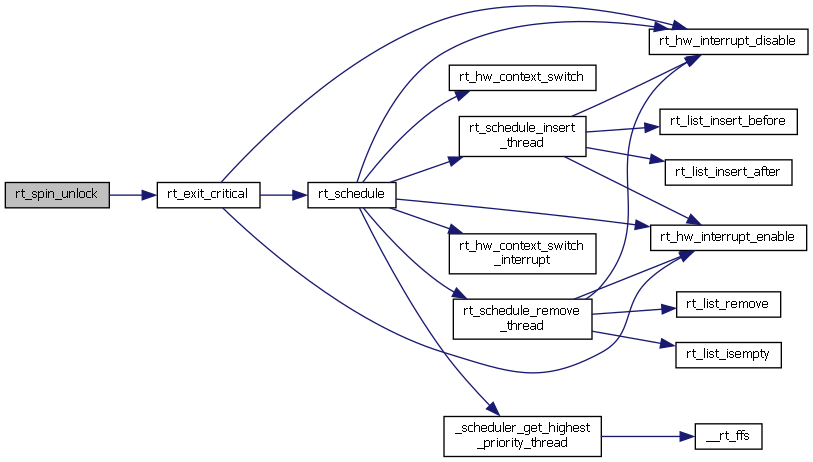 rt_spin_unlock
rt_exit_critical
rt_schedule
rt_hw_context_switch
rt_schedule_insert
_thread
rt_hw_context_switch
_interrupt
rt_schedule_remove
_thread
_scheduler_get_highest
_priority_thread
rt_hw_interrupt_disable
rt_list_insert_before
rt_list_insert_after
rt_hw_interrupt_enable
rt_list_remove
rt_list_isempty
__rt_ffs